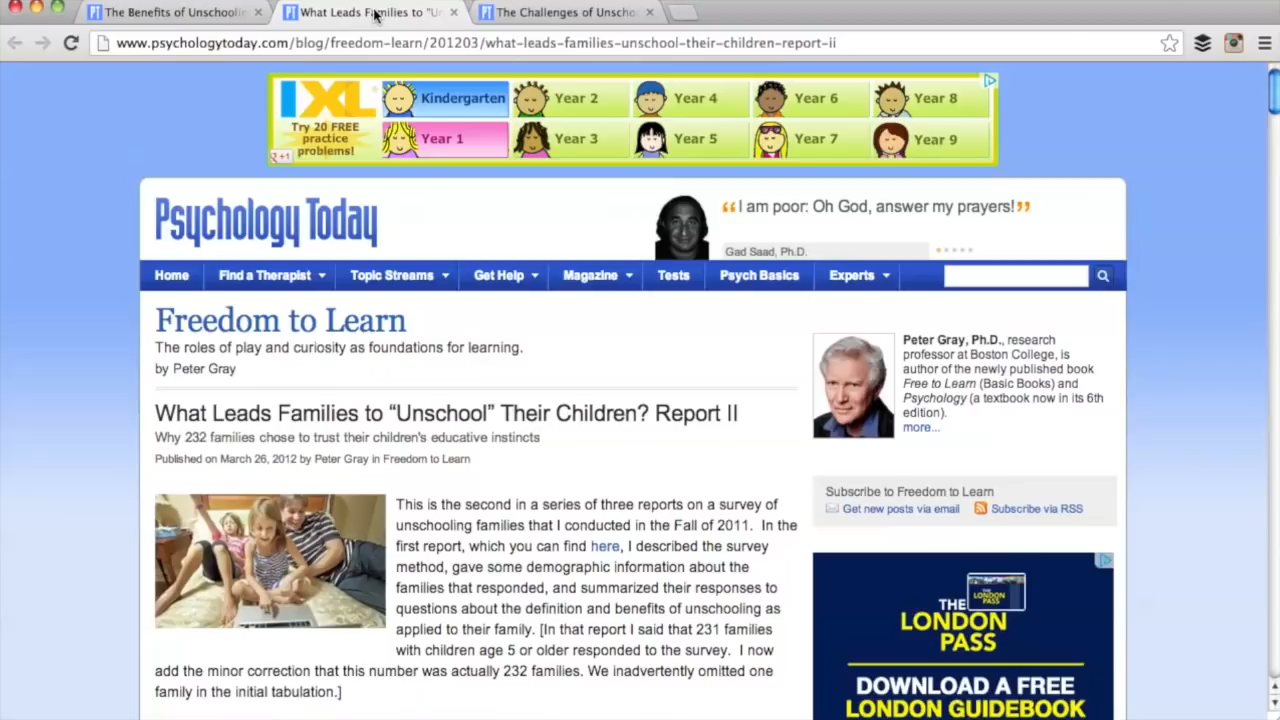 The Benefits of Unschoolin
What Leads Families to "Un
The Challenges of Unscho
www.psychologytoday.com/blog/freedom-learn/201203/what-leads-families-unschool-their-children-report-ii
IXL
Try 20 FREE
practice
problems!
+1
Kindergarten
Year 2
Year 4
Year 6
Year 8
Year 1
Year 3
Year 5
Year 7
Year 9
Psychology Today
“I am poor: Oh God, answer my prayers!”
Gad Saad, Ph.D.
Home
Find a Therapist
Topic Streams
Get Help
Magazine
Tests
Psych Basics
Experts
Freedom to Learn
The roles of play and curiosity as foundations for learning.
by Peter Gray
What Leads Families to “Unschool” Their Children? Report II
Why 232 families chose to trust their children's educative instincts
Published on March 26, 2012 by Peter Gray in Freedom to Learn
This is the second in a series of three reports on a survey of
unschooling families that I conducted in the Fall of 2011. In the
first report, which you can find here, I described the survey
method, gave some demographic information about the
families that responded, and summarized their responses to
questions about the definition and benefits of unschooling as
applied to their family. [In that report I said that 231 families
with children age 5 or older responded to the survey. I now
add the minor correction that this number was actually 232 families. We inadvertently omitted one
family in the initial tabulation.]
Peter Gray, Ph.D., research
professor at Boston College, is
author of the newly published book
Free to Learn (Basic Books) and
Psychology (a textbook now in its 6th
edition).
more...
Subscribe to Freedom to Learn
Get new posts via email
Subscribe via RSS
THE LONDON PASS
THE
LONDON
PASS
DOWNLOAD A FREE
LONDON GUIDEBOOK